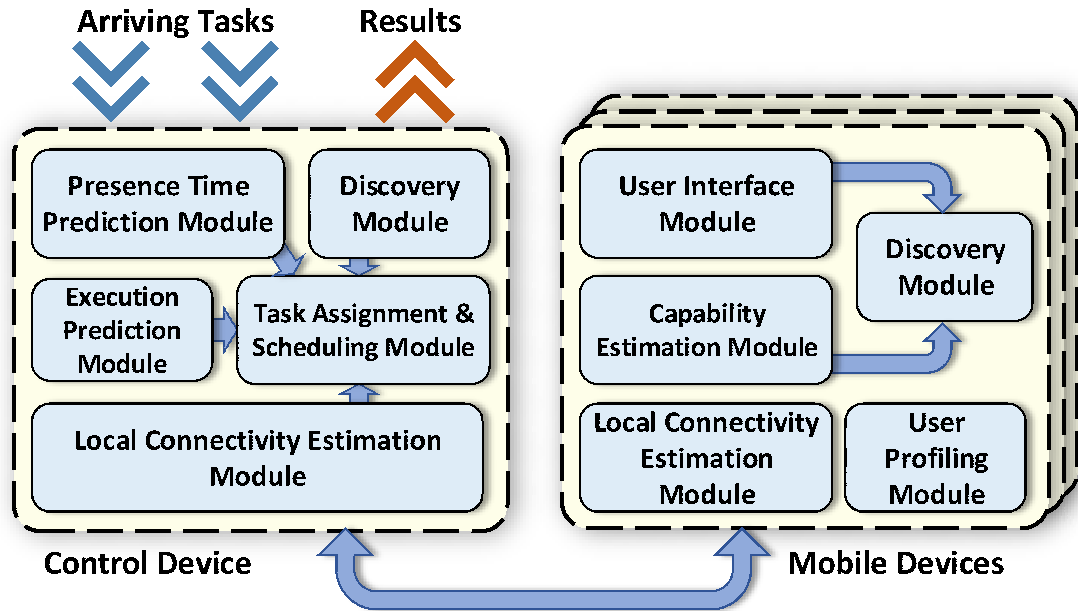 Arriving Tasks
Results
Presence Time
Prediction Module
Discovery
Module
Execution
Prediction
Module
Task Assignment &
Scheduling Module
Local Connectivity Estimation
Module
Control Device
User Interface
Module
Discovery
Module
Capability
Estimation Module
Local Connectivity
Estimation
Module
User
Profiling
Module
Mobile Devices